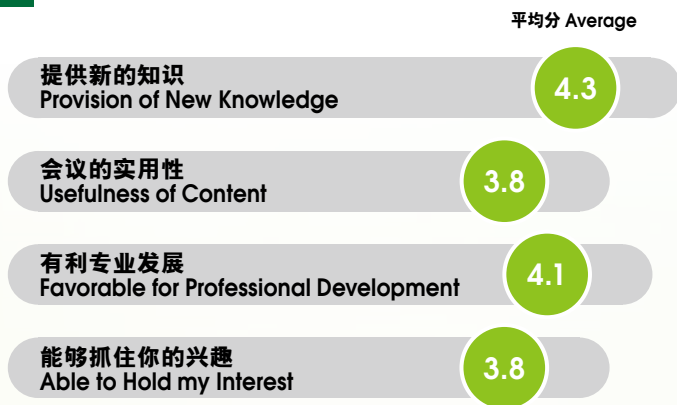 平均分 Average
提供新的知识
Provision of New Knowledge
4.3
会议的实用性
Usefulness of Content
3.8
有利专业发展
Favorable for Professional Development
4.1
能够抓住你的兴趣
Able to Hold my Interest
3.8